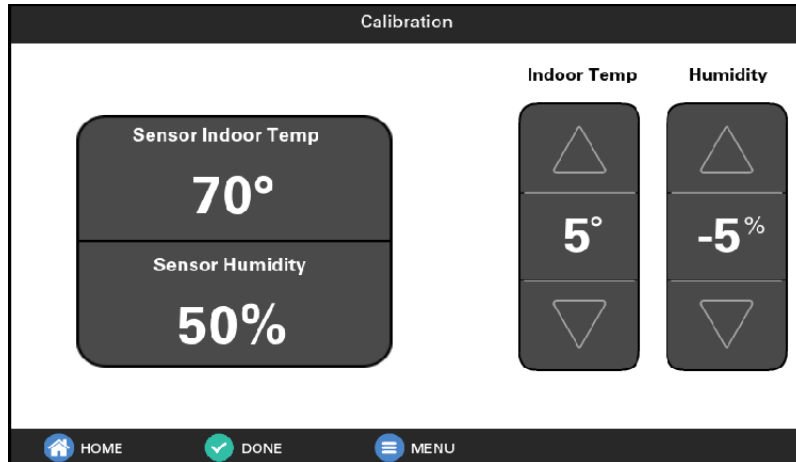 Calibration
Indoor Temp
Humidity
Sensor Indoor Temp
70°
Sensor Humidity
50%
5°
-5%
HOME
DONE
MENU